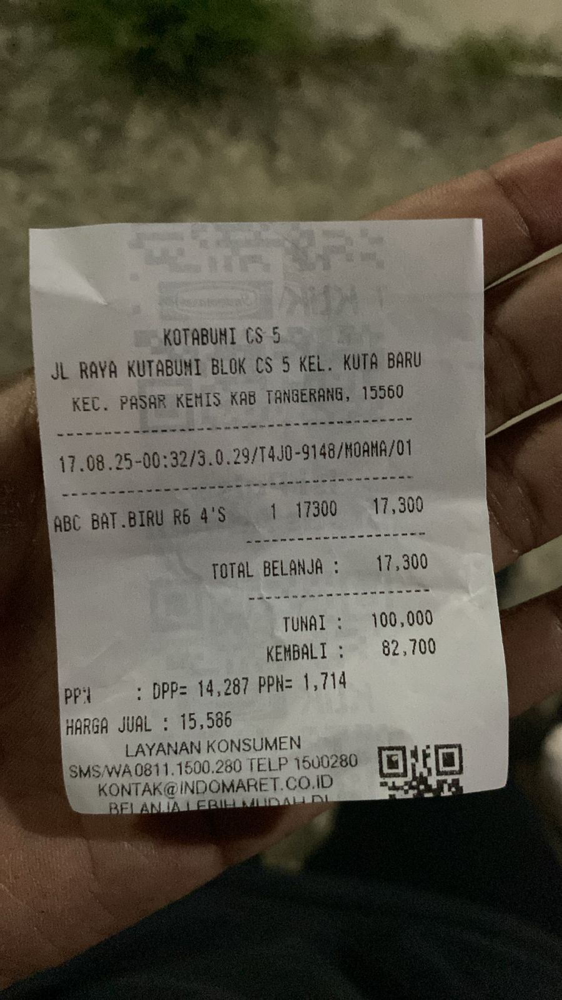 KOTABUMI CS 5
JL RAYA KUTABUMI BLOK CS 5 KEL. KUTA BARU
KEC. PASAR KEMIS KAB TANGERANG, 15560
17.08.25-00:32/3.0.29/T4J0-9148/MOAMA/01
ABC BAT.BIRU R6 4'S 1 17300 17,300
TOTAL BELANJA : 17,300
TUNAI : 100,000
KEMBALI : 82,700
PPN : DPP= 14,287 PPN= 1,714
HARGA JUAL : 15,586
LAYANAN KONSUMEN
SMS/WA 0811.1500.280 TELP 1500280
KONTAK@INDOMARET.CO.ID
BELANJA LEBIH MUDAH DI